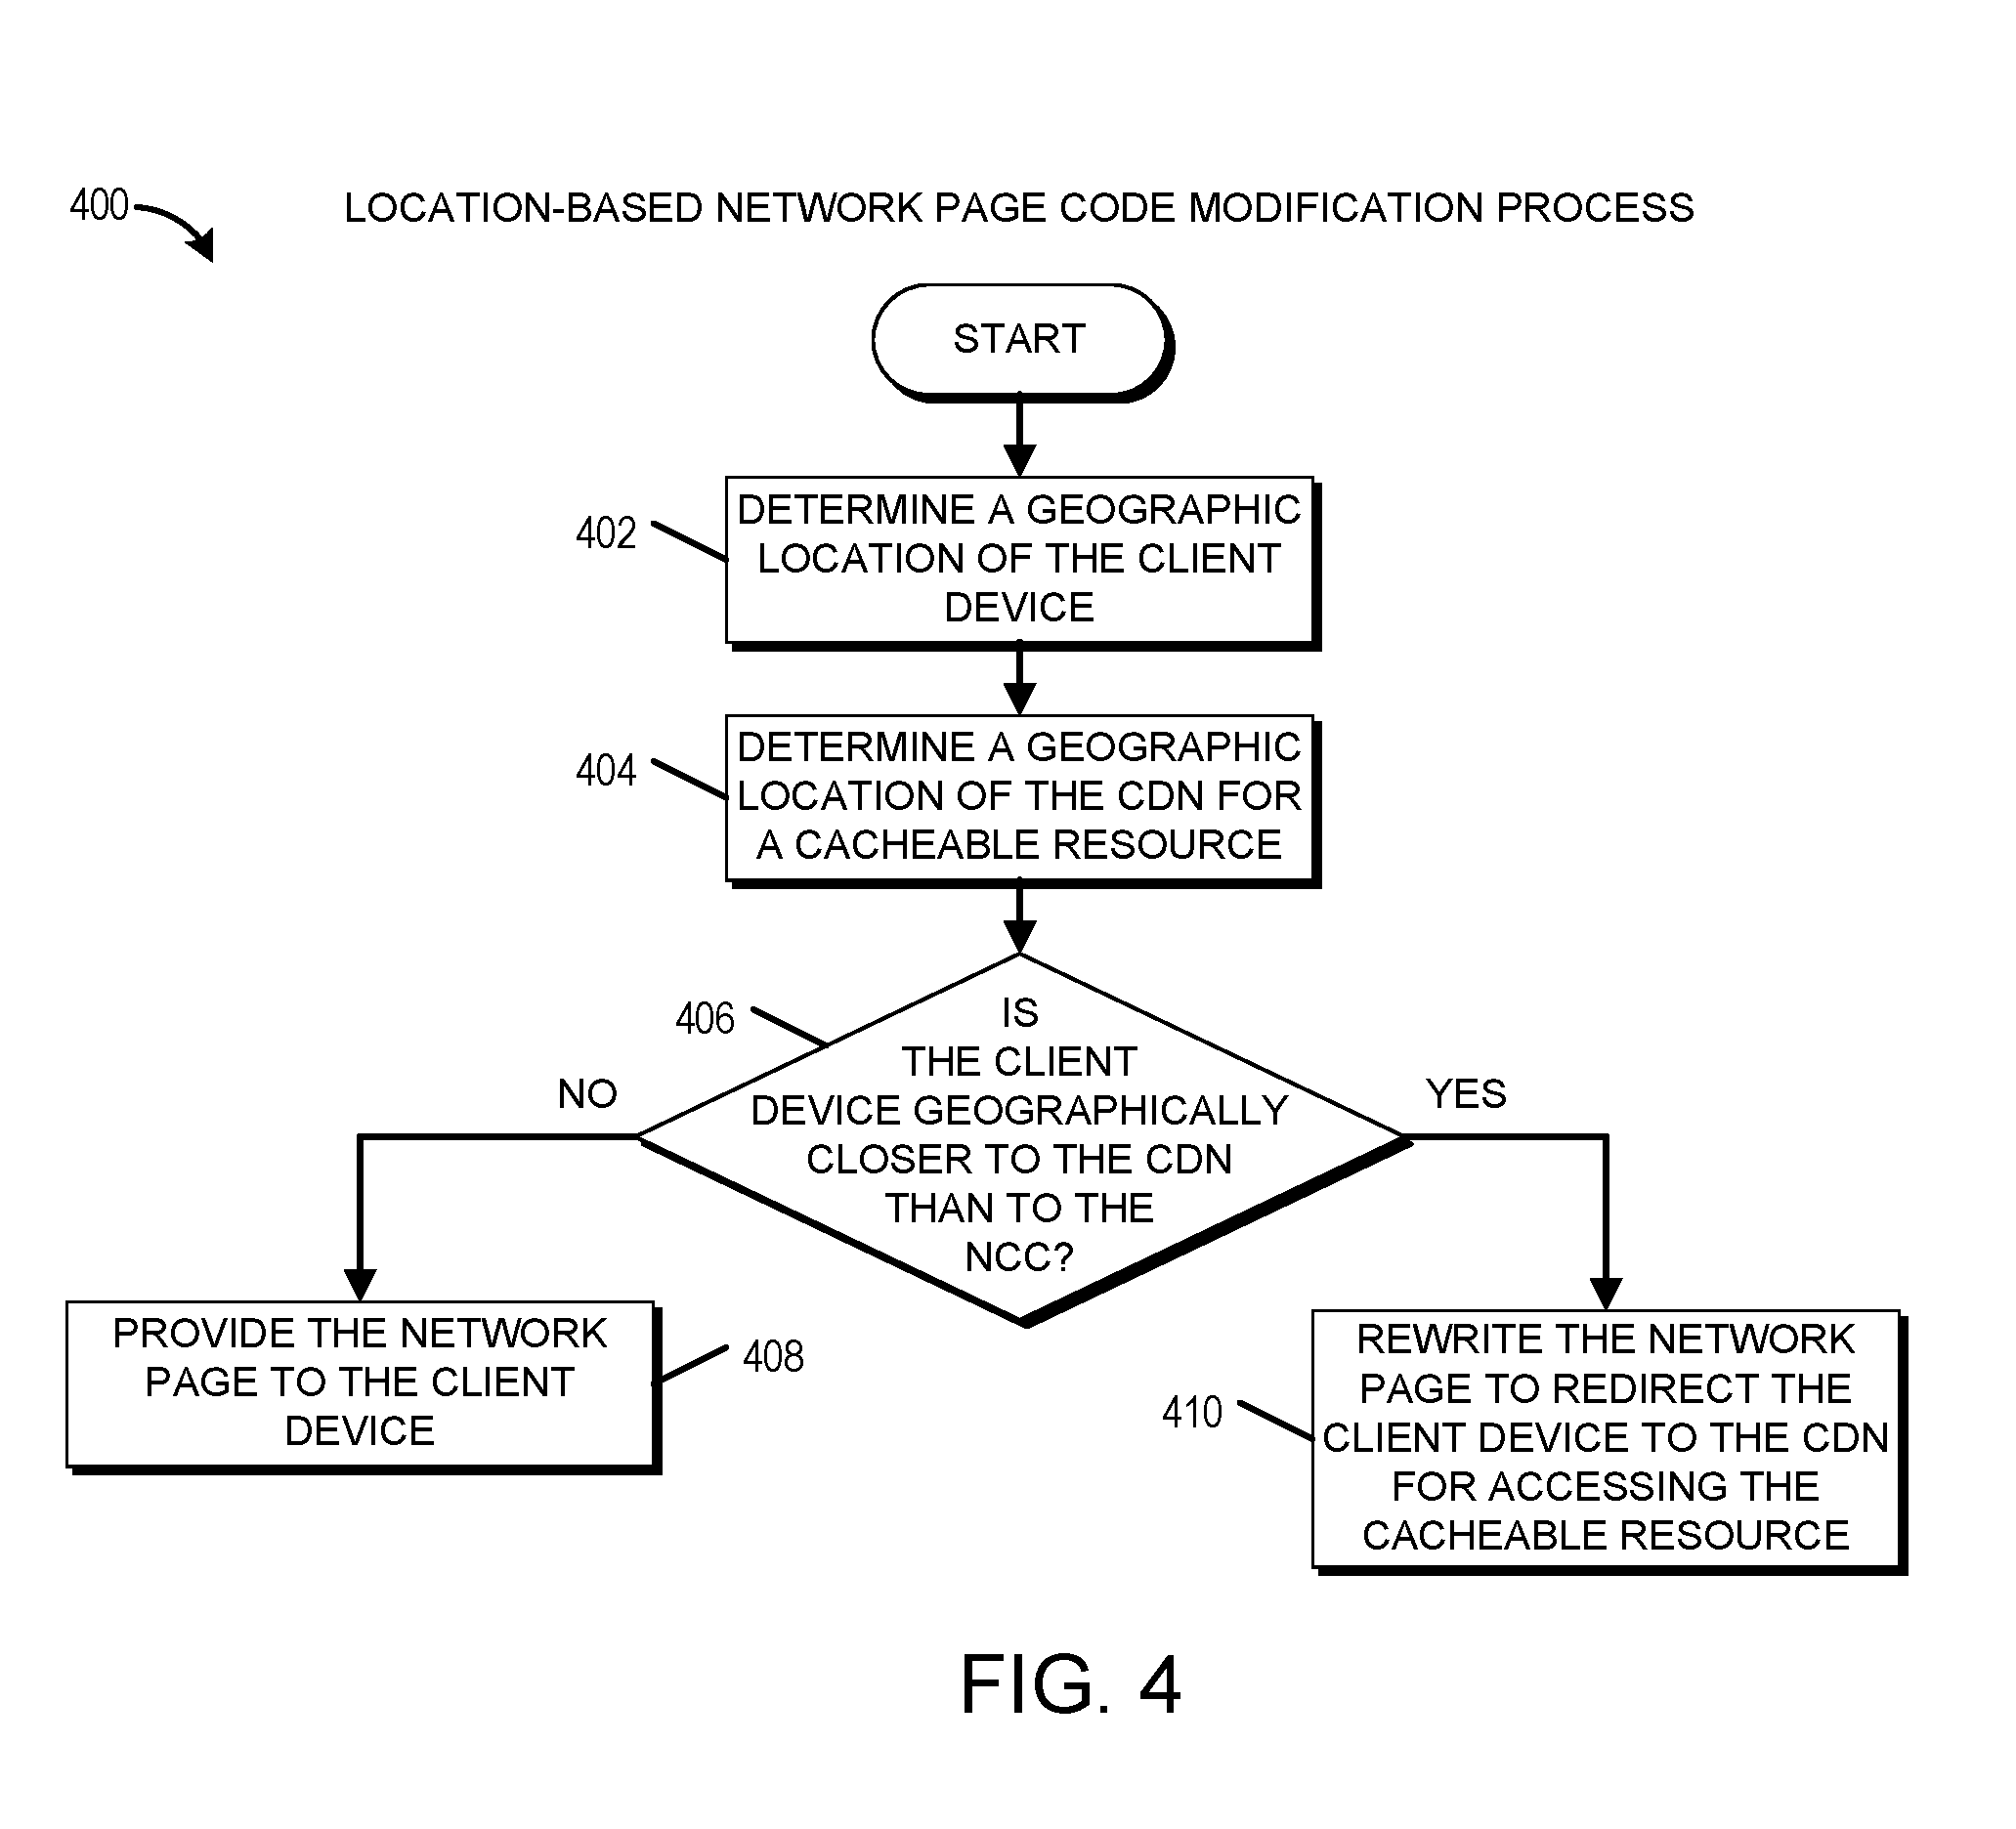 400
LOCATION-BASED NETWORK PAGE CODE MODIFICATION PROCESS
START
402
DETERMINE A GEOGRAPHIC
LOCATION OF THE CLIENT
DEVICE
404
DETERMINE A GEOGRAPHIC
LOCATION OF THE CDN FOR
A CACHEABLE RESOURCE
406
IS
THE CLIENT
DEVICE GEOGRAPHICALLY
CLOSER TO THE CDN
THAN TO THE
NCC?
NO
YES
PROVIDE THE NETWORK
PAGE TO THE CLIENT
DEVICE
408
410
REWRITE THE NETWORK
PAGE TO REDIRECT THE
CLIENT DEVICE TO THE CDN
FOR ACCESSING THE
CACHEABLE RESOURCE
FIG. 4